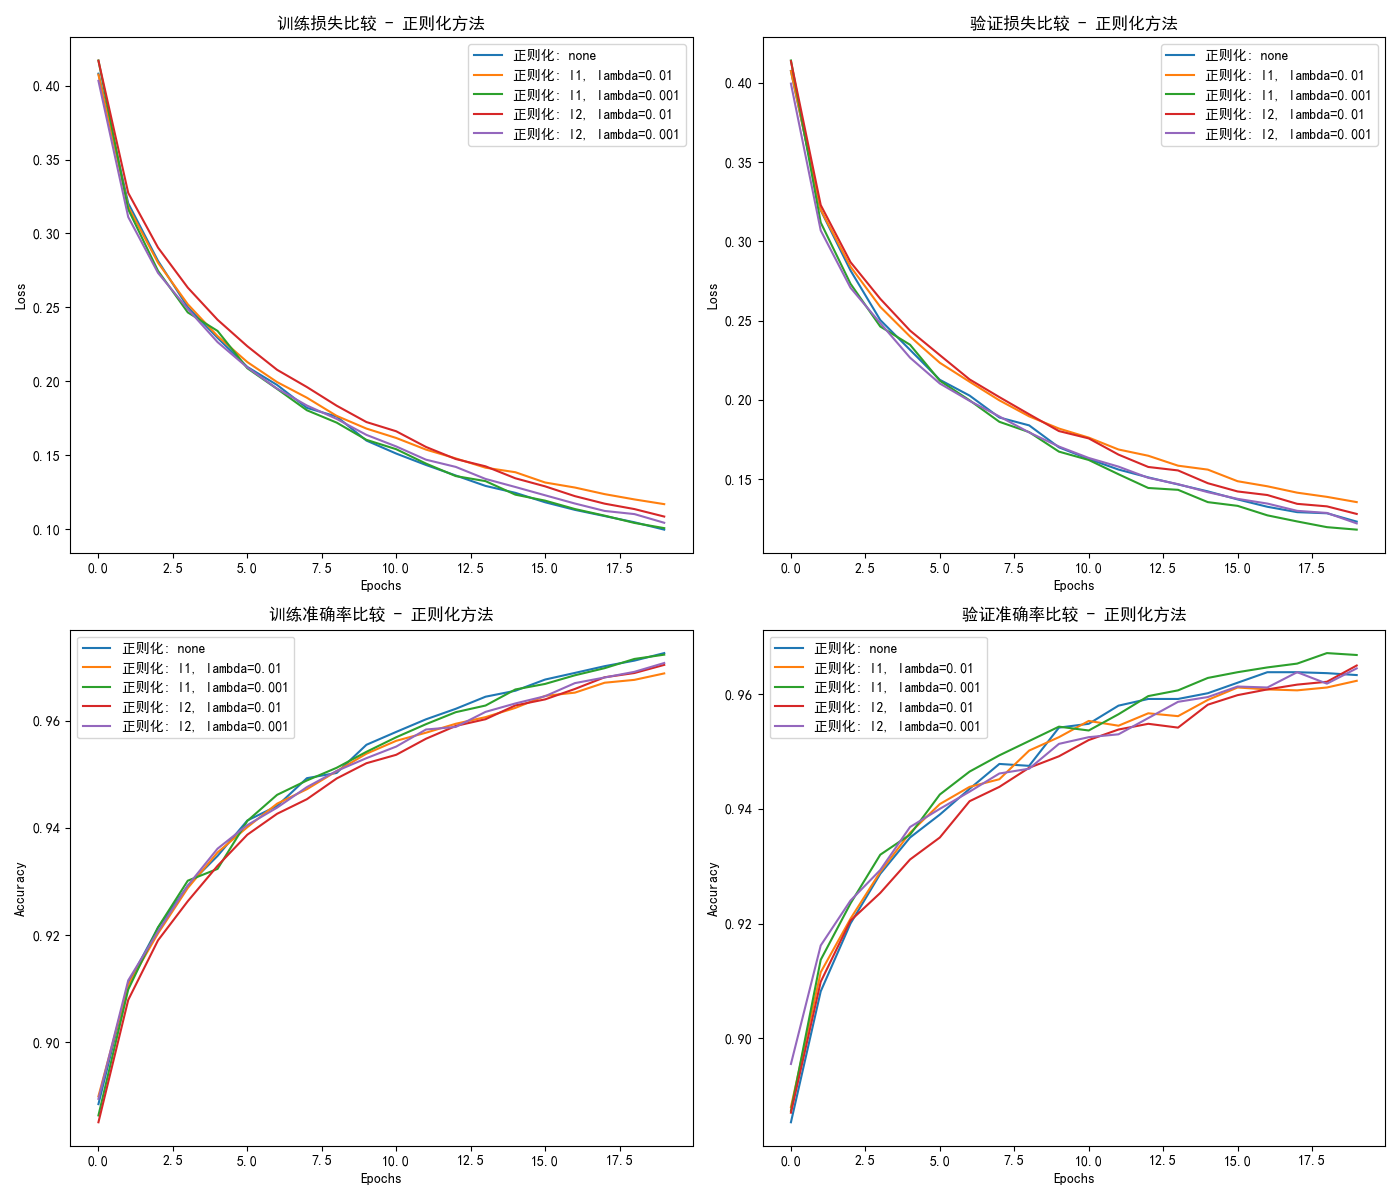 训练损失比较 - 正则化方法
正则化: none
正则化: l1, lambda=0.01
正则化: l1, lambda=0.001
正则化: l2, lambda=0.01
正则化: l2, lambda=0.001
Loss
0.40
0.35
0.30
0.25
0.20
0.15
0.10
0.0 2.5 5.0 7.5 10.0 12.5 15.0 17.5
Epochs
验证损失比较 - 正则化方法
正则化: none
正则化: l1, lambda=0.01
正则化: l1, lambda=0.001
正则化: l2, lambda=0.01
正则化: l2, lambda=0.001
Loss
0.40
0.35
0.30
0.25
0.20
0.15
0.0 2.5 5.0 7.5 10.0 12.5 15.0 17.5
Epochs
训练准确率比较 - 正则化方法
正则化: none
正则化: l1, lambda=0.01
正则化: l1, lambda=0.001
正则化: l2, lambda=0.01
正则化: l2, lambda=0.001
Accuracy
0.96
0.94
0.92
0.90
0.0 2.5 5.0 7.5 10.0 12.5 15.0 17.5
Epochs
验证准确率比较 - 正则化方法
正则化: none
正则化: l1, lambda=0.01
正则化: l1, lambda=0.001
正则化: l2, lambda=0.01
正则化: l2, lambda=0.001
Accuracy
0.96
0.94
0.92
0.90
0.0 2.5 5.0 7.5 10.0 12.5 15.0 17.5
Epochs